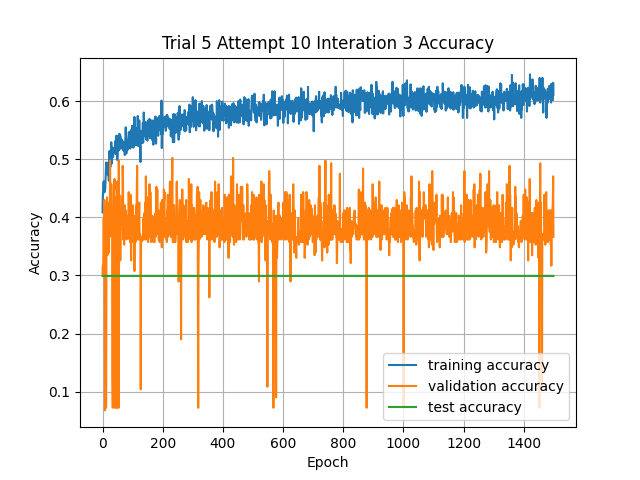 Trial 5 Attempt 10 Interation 3 Accuracy
Accuracy
0.6
0.5
0.4
0.3
0.2
0.1
training accuracy
validation accuracy
test accuracy
0 200 400 600 800 1000 1200 1400
Epoch